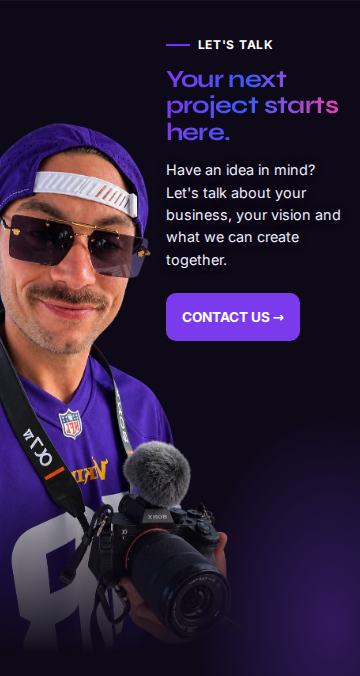 LET'S TALK
Your next
project starts
here.
Have an idea in mind?
Let's talk about your
business, your vision and
what we can create
together.
CONTACT US →
SONY